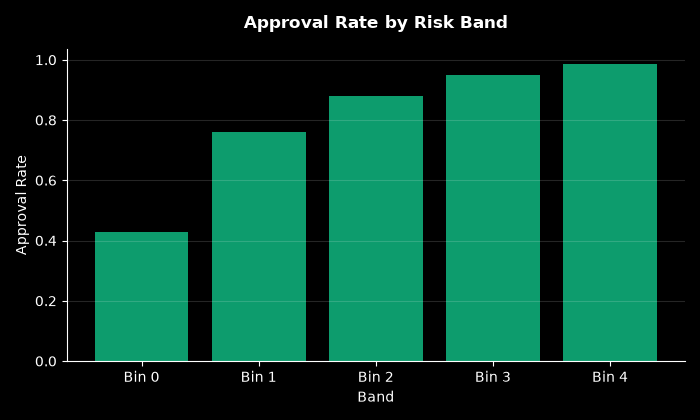 Approval Rate by Risk Band
1.0
0.8
0.6
0.4
0.2
0.0
Approval Rate
Bin 0 Bin 1 Bin 2 Bin 3 Bin 4
Band